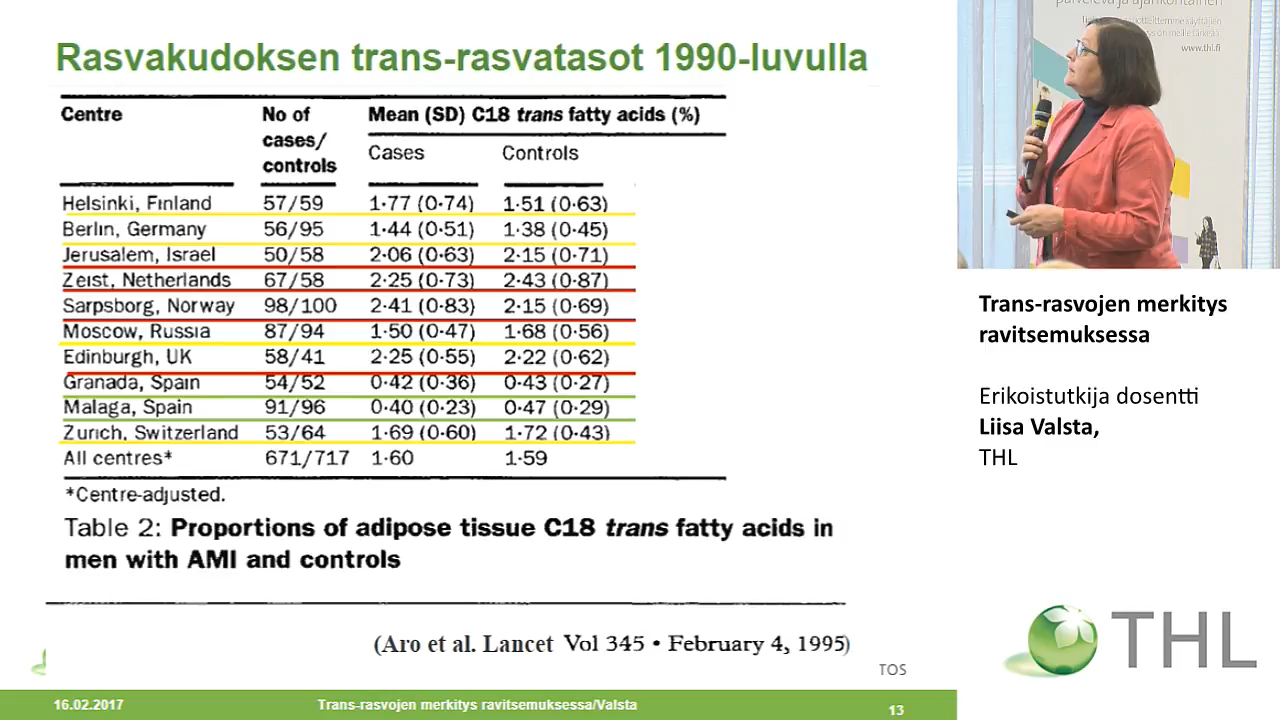 Rasvakudoksen trans-rasvatasot 1990-luvulla
Centre No of cases/ controls Mean (SD) C18 trans fatty acids (%)
Cases Controls
Helsinki, Finland 57/59 1·77 (0·74) 1·51 (0·63)
Berlin, Germany 56/95 1·44 (0·51) 1·38 (0·45)
Jerusalem, Israel 50/58 2·06 (0·63) 2·15 (0·71)
Zeist, Netherlands 67/58 2·25 (0·73) 2·43 (0·87)
Sarpsborg, Norway 98/100 2·41 (0·83) 2·15 (0·69)
Moscow, Russia 87/94 1·50 (0·47) 1·68 (0·56)
Edinburgh, UK 58/41 2·25 (0·55) 2·22 (0·62)
Granada, Spain 54/52 0·42 (0·36) 0·43 (0·27)
Malaga, Spain 91/96 0·40 (0·23) 0·47 (0·29)
Zurich, Switzerland 53/64 1·69 (0·60) 1·72 (0·43)
All centres* 671/717 1·60 1·59
*Centre-adjusted.
Table 2: Proportions of adipose tissue C18 trans fatty acids in
men with AMI and controls
(Aro et al. Lancet Vol 345 • February 4, 1995)
TOS
16.02.2017 Trans-rasvojen merkitys ravitsemuksessa/Valsta 13
palveleva ja ajankohtainen
käyttäjien
on meille tärkeää.
www.thl.fi
Trans-rasvojen merkitys
ravitsemuksessa
Erikoistutkija dosentti
Liisa Valsta,
THL
THL